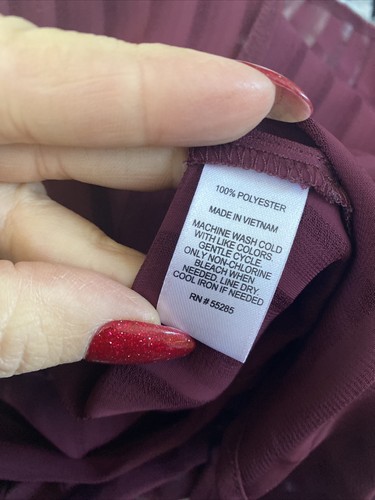 100% POLYESTER
MADE IN VIETNAM
MACHINE WASH COLD
WITH LIKE COLORS.
GENTLE CYCLE.
ONLY NON-CHLORINE
BLEACH WHEN
NEEDED. LINE DRY.
COOL IRON IF NEEDED
RN # 55285